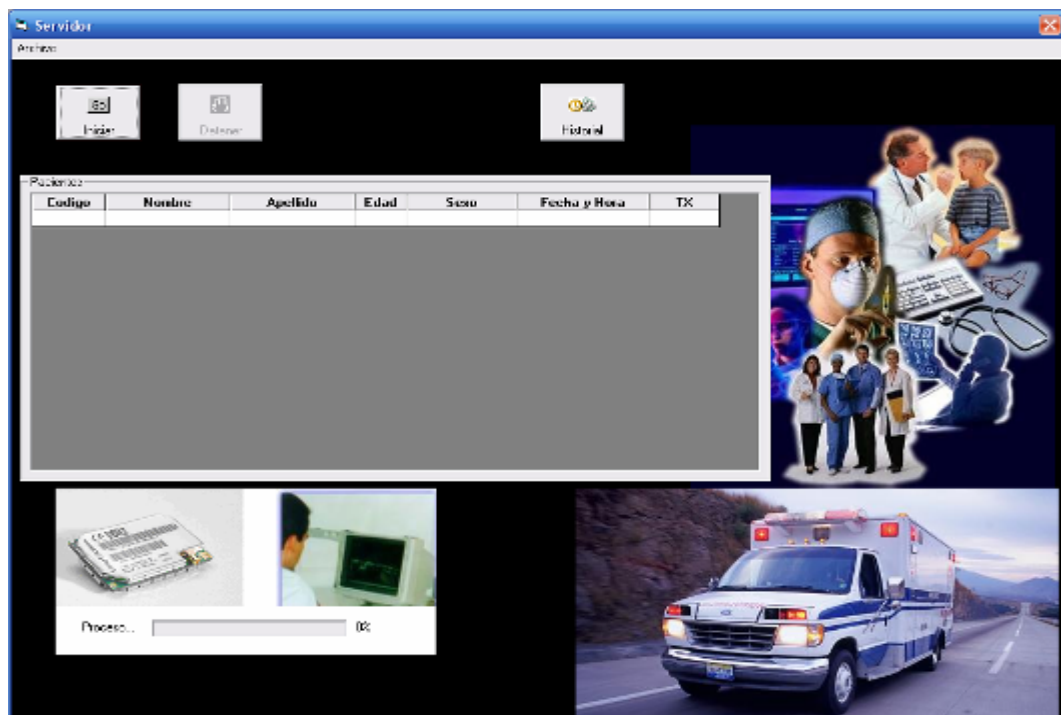 Servidor
Archivo
Iniciar
Detener
Historial
Pacientes
Codigo Nombre Apellido Edad Sexo Fecha y Hora TX
Proceso... 0%